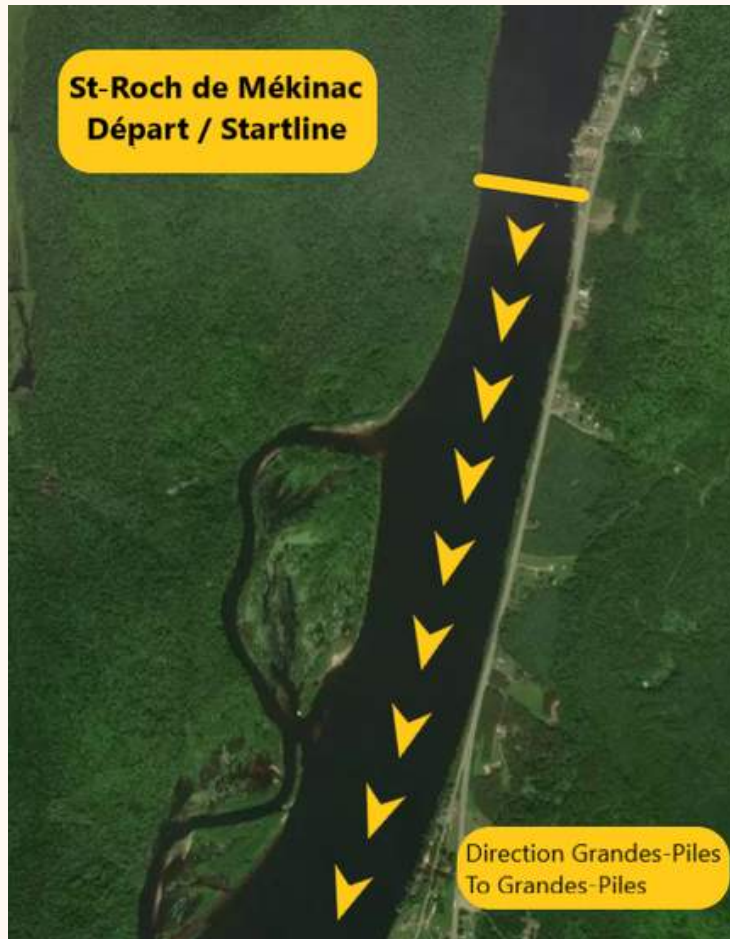 St-Roch de Mékinac
Départ / Startline
Direction Grandes-Piles
To Grandes-Piles